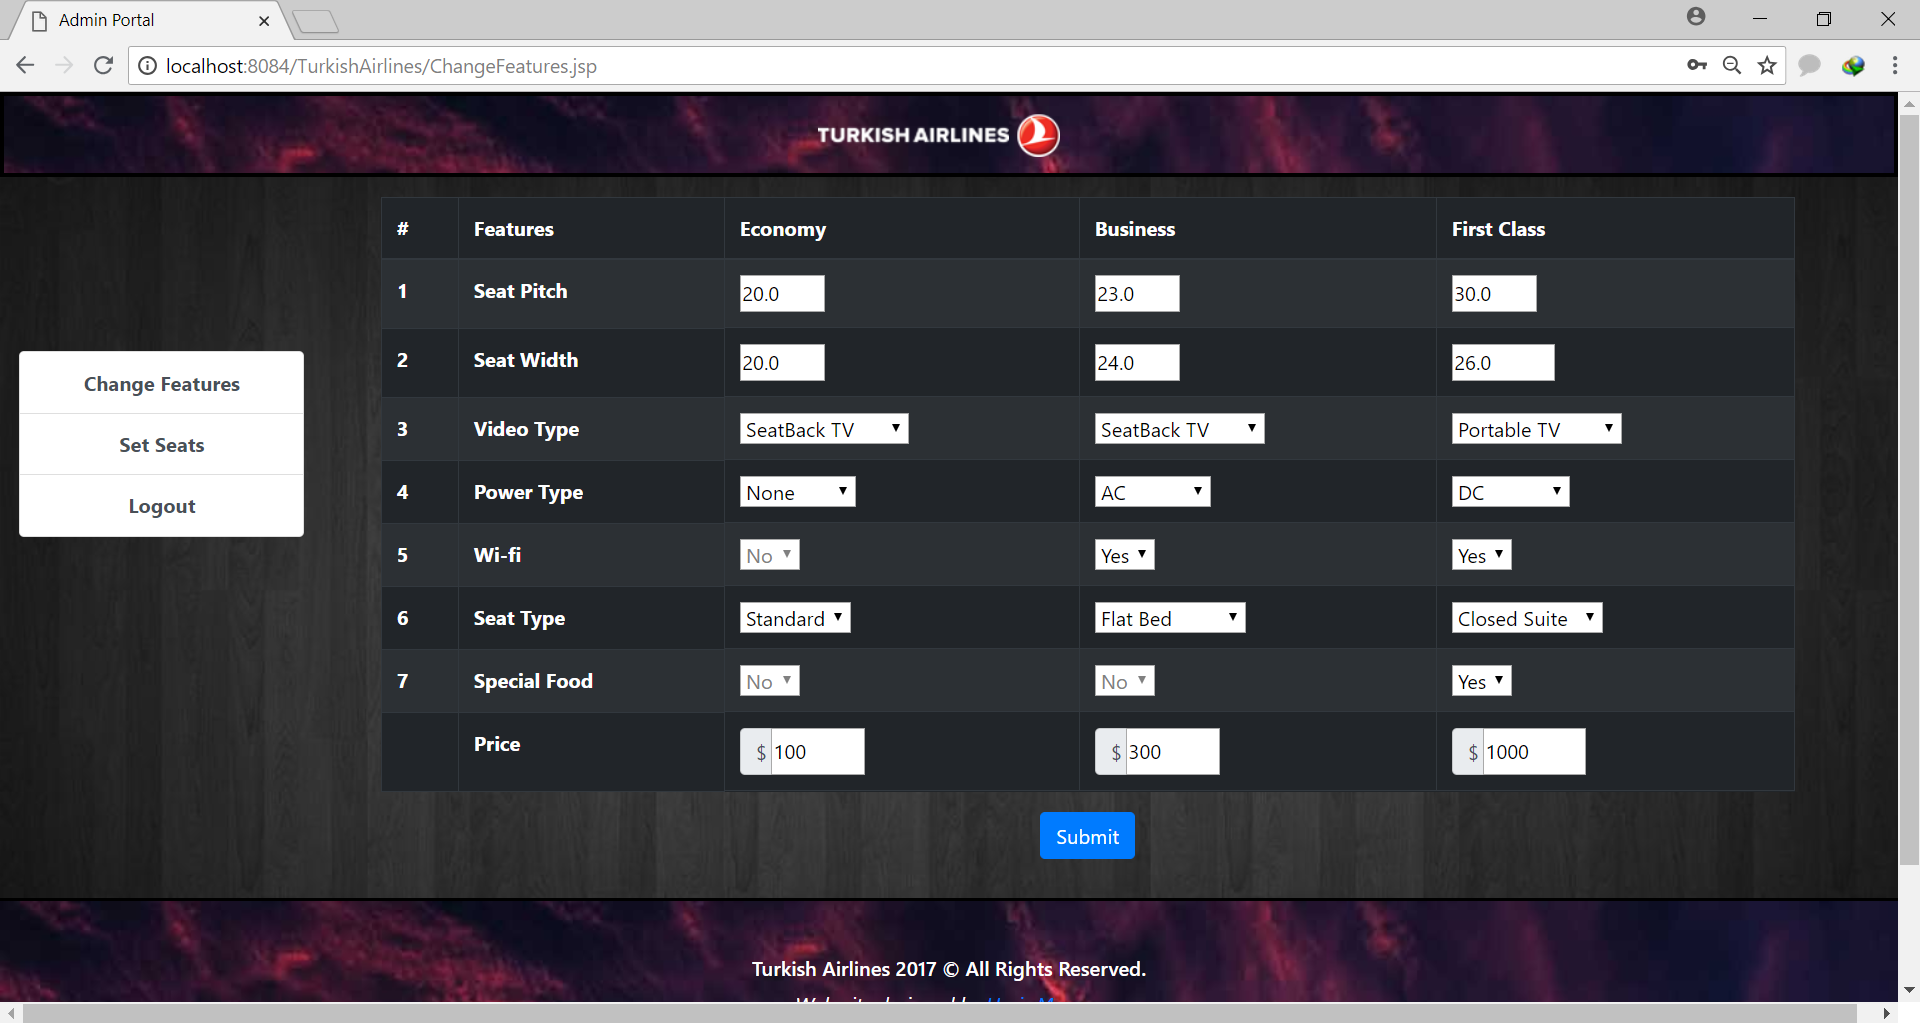 Admin Portal
localhost:8084/TurkishAirlines/ChangeFeatures.jsp
TURKISH AIRLINES
# Features Economy Business First Class
1 Seat Pitch 20.0 23.0 30.0
2 Seat Width 20.0 24.0 26.0
3 Video Type SeatBack TV SeatBack TV Portable TV
4 Power Type None AC DC
5 Wi-fi No Yes Yes
6 Seat Type Standard Flat Bed Closed Suite
7 Special Food No No Yes
Price $ 100 $ 300 $ 1000
Change Features
Set Seats
Logout
Submit
Turkish Airlines 2017 © All Rights Reserved.